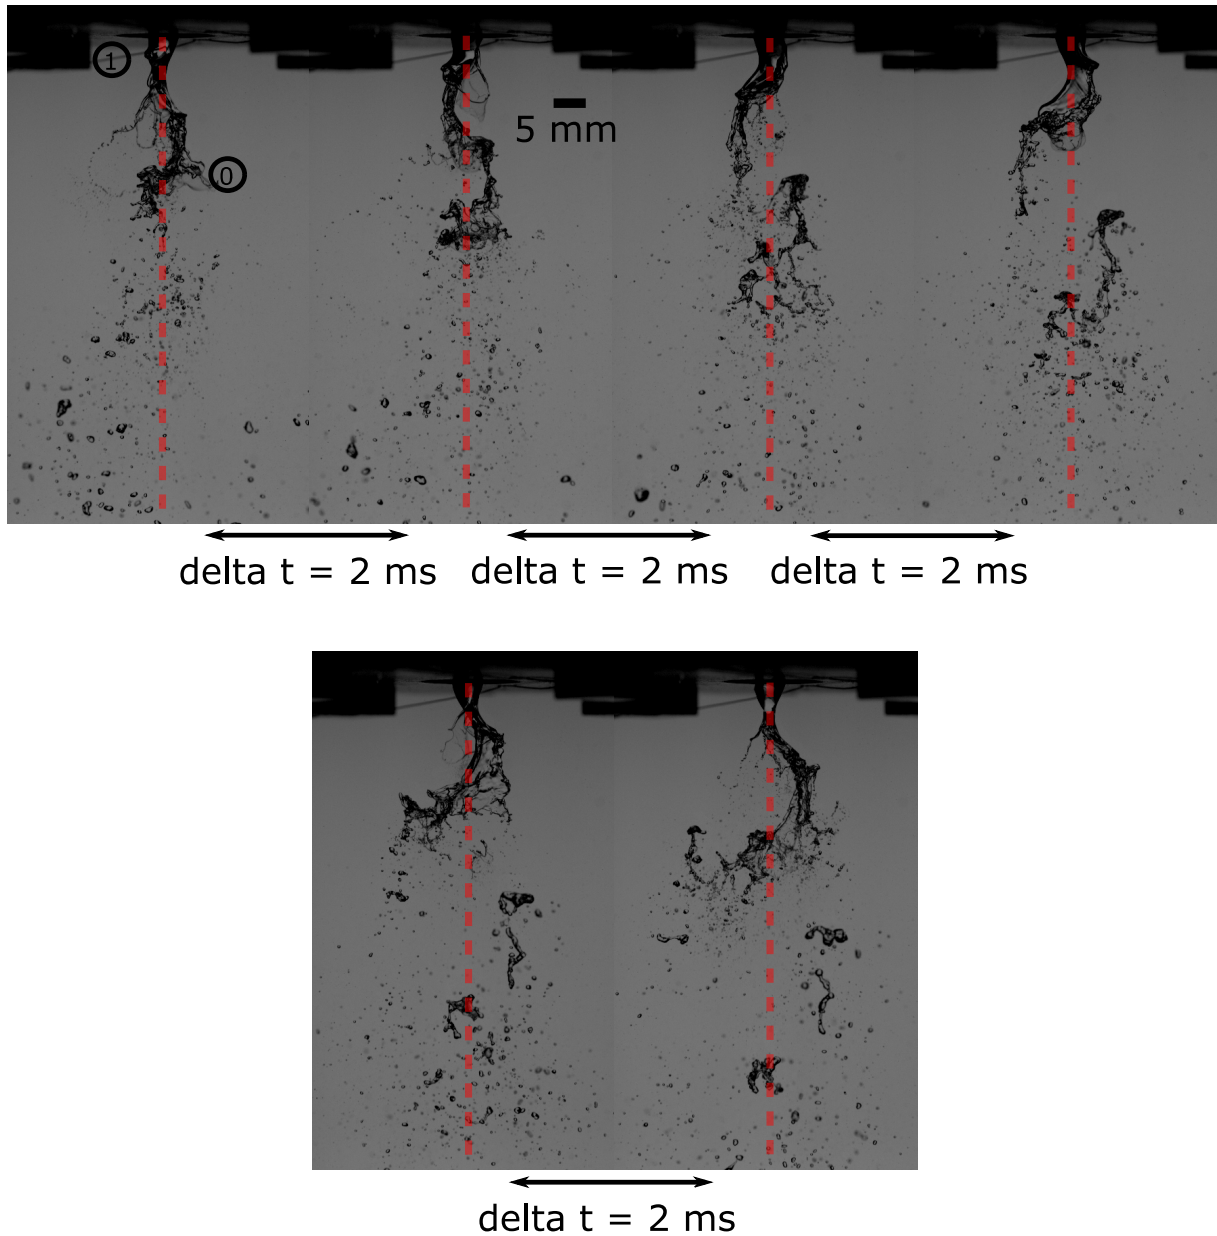 1
5 mm
0
delta t = 2 ms delta t = 2 ms delta t = 2 ms
delta t = 2 ms